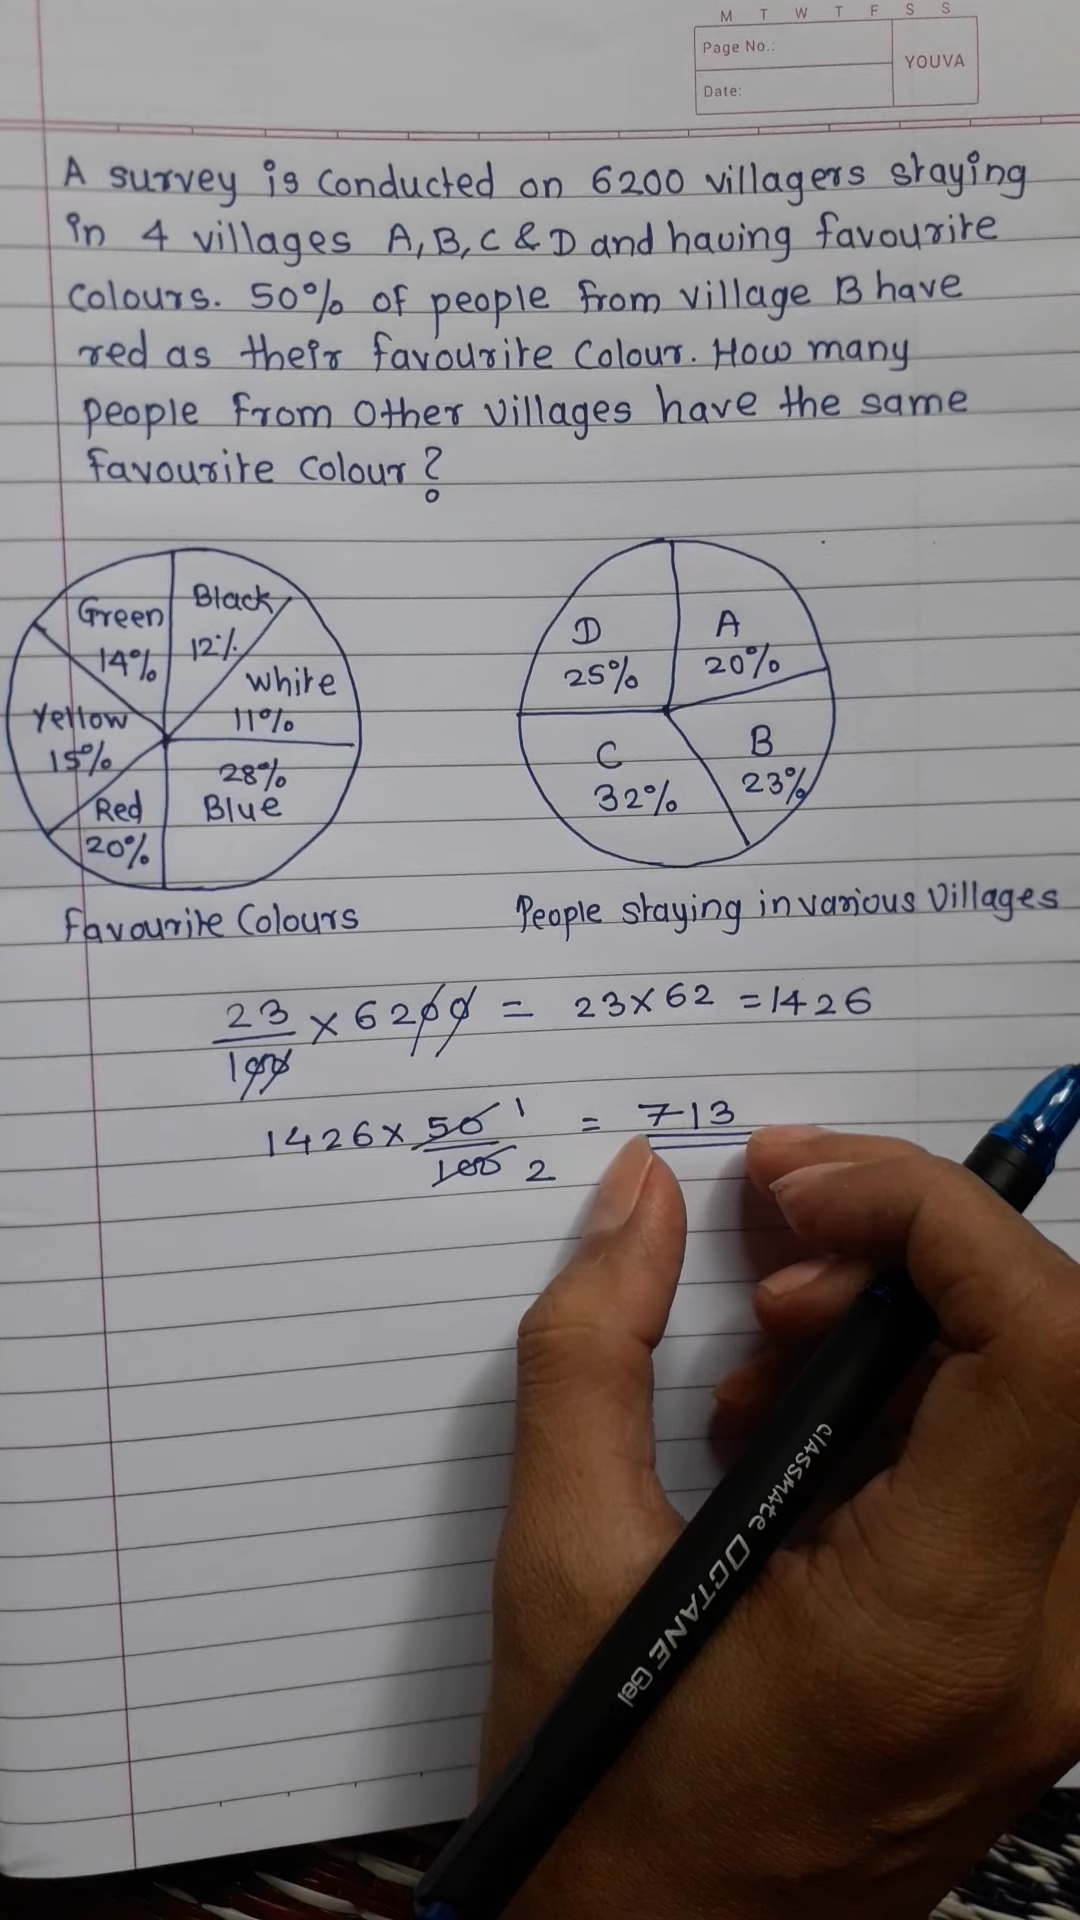 M T W T F S S
Page No.:
YOUVA
Date:
A survey is conducted on 6200 villagers staying
in 4 villages A, B, C & D and having favourite
colours. 50% of people from village B have
red as their favourite colour. How many
people from other villages have the same
favourite colour?
Green
14%
Black
12%
White
11%
Yellow
15%
28%
Blue
Red
20%
D
25%
A
20%
C
32%
B
23%
Favourite Colours
People staying in various villages
23/100 × 6200 = 23×62 = 1426
1426 × 50/100 1 2 = 713
classmate OCTANE Gel